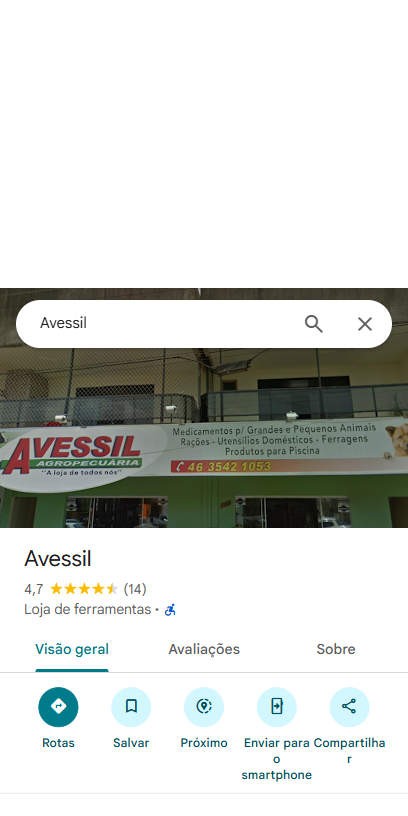 Avessil
AVESSIL
AGROPECUÁRIA
"A loja de todos nós"
Medicamentos p/ Grandes e Pequenos Animais
Rações - Utensílios Domésticos - Ferragens
Produtos para Piscina
46 3542 1053
Avessil
4,7 (14)
Loja de ferramentas ·
Visão geral Avaliações Sobre
Rotas Salvar Próximo Enviar para Compartilha
o r
smartphone